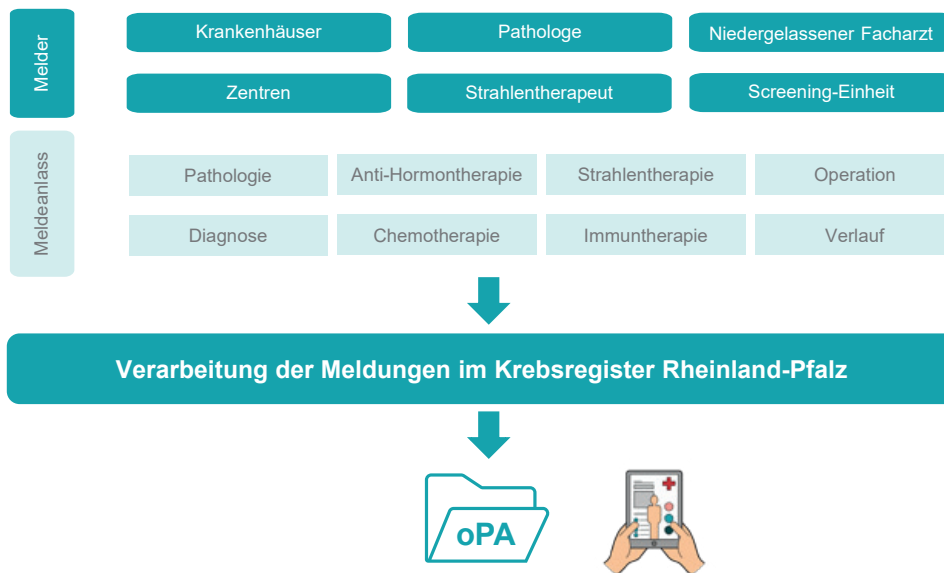 Melder
Krankenhäuser
Pathologe
Niedergelassener Facharzt
Zentren
Strahlentherapeut
Screening-Einheit
Meldeanlass
Pathologie
Anti-Hormontherapie
Strahlentherapie
Operation
Diagnose
Chemotherapie
Immuntherapie
Verlauf
Verarbeitung der Meldungen im Krebsregister Rheinland-Pfalz
oPA